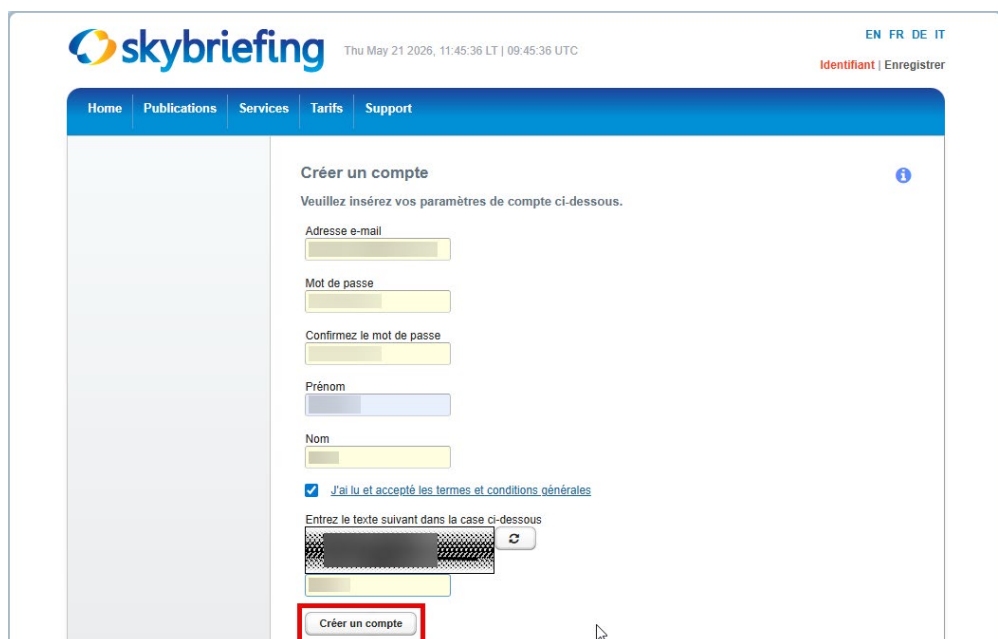 skybriefing
Thu May 21 2026, 11:45:36 LT | 09:45:36 UTC
EN FR DE IT
Identifiant | Enregistrer
Home Publications Services Tarifs Support
Créer un compte
Veuillez insérez vos paramètres de compte ci-dessous.
Adresse e-mail
Mot de passe
Confirmez le mot de passe
Prénom
Nom
J'ai lu et accepté les termes et conditions générales
Entrez le texte suivant dans la case ci-dessous
Créer un compte